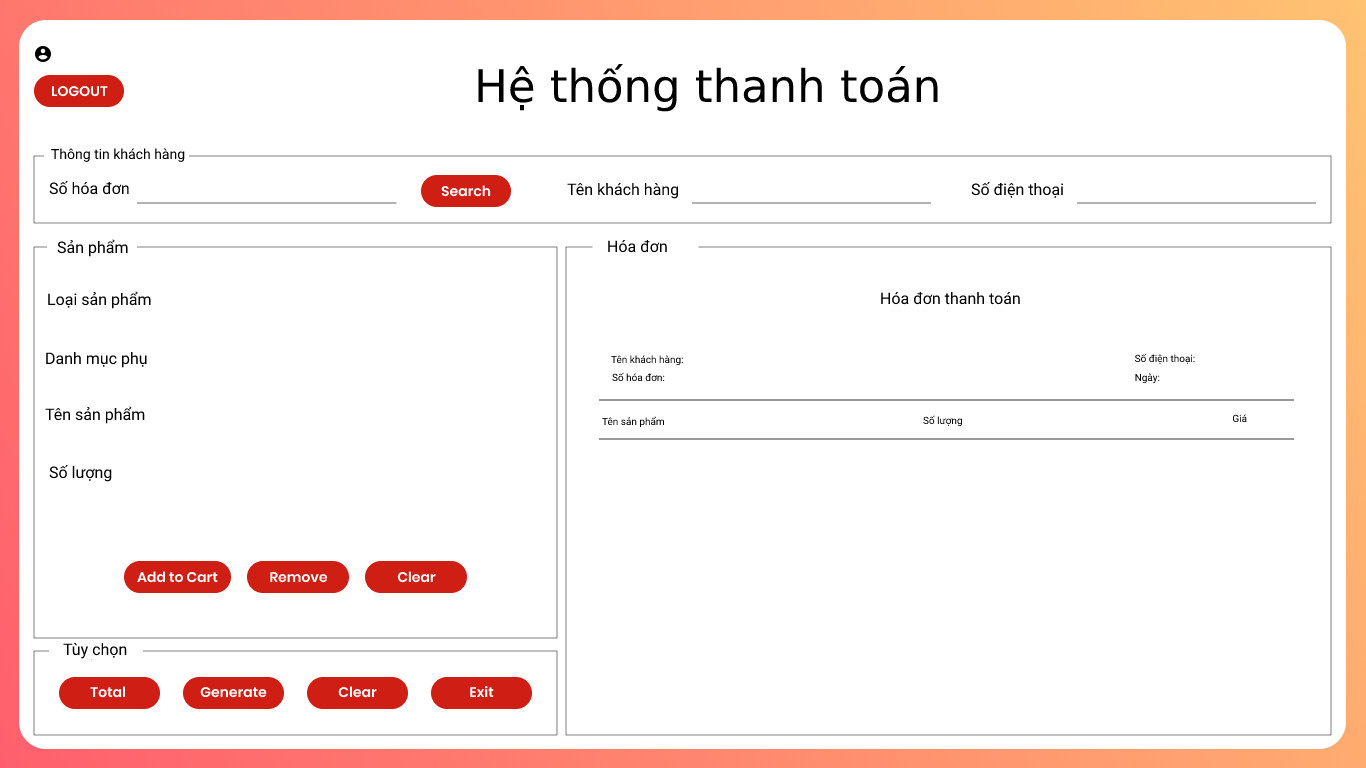 LOGOUT
Hệ thống thanh toán
Thông tin khách hàng
Số hóa đơn
Search
Tên khách hàng
Số điện thoại
Sản phẩm
Loại sản phẩm
Danh mục phụ
Tên sản phẩm
Số lượng
Add to Cart
Remove
Clear
Tùy chọn
Total
Generate
Clear
Exit
Hóa đơn
Hóa đơn thanh toán
Tên khách hàng:
Số điện thoại:
Số hóa đơn:
Ngày:
Tên sản phẩm
Số lượng
Giá